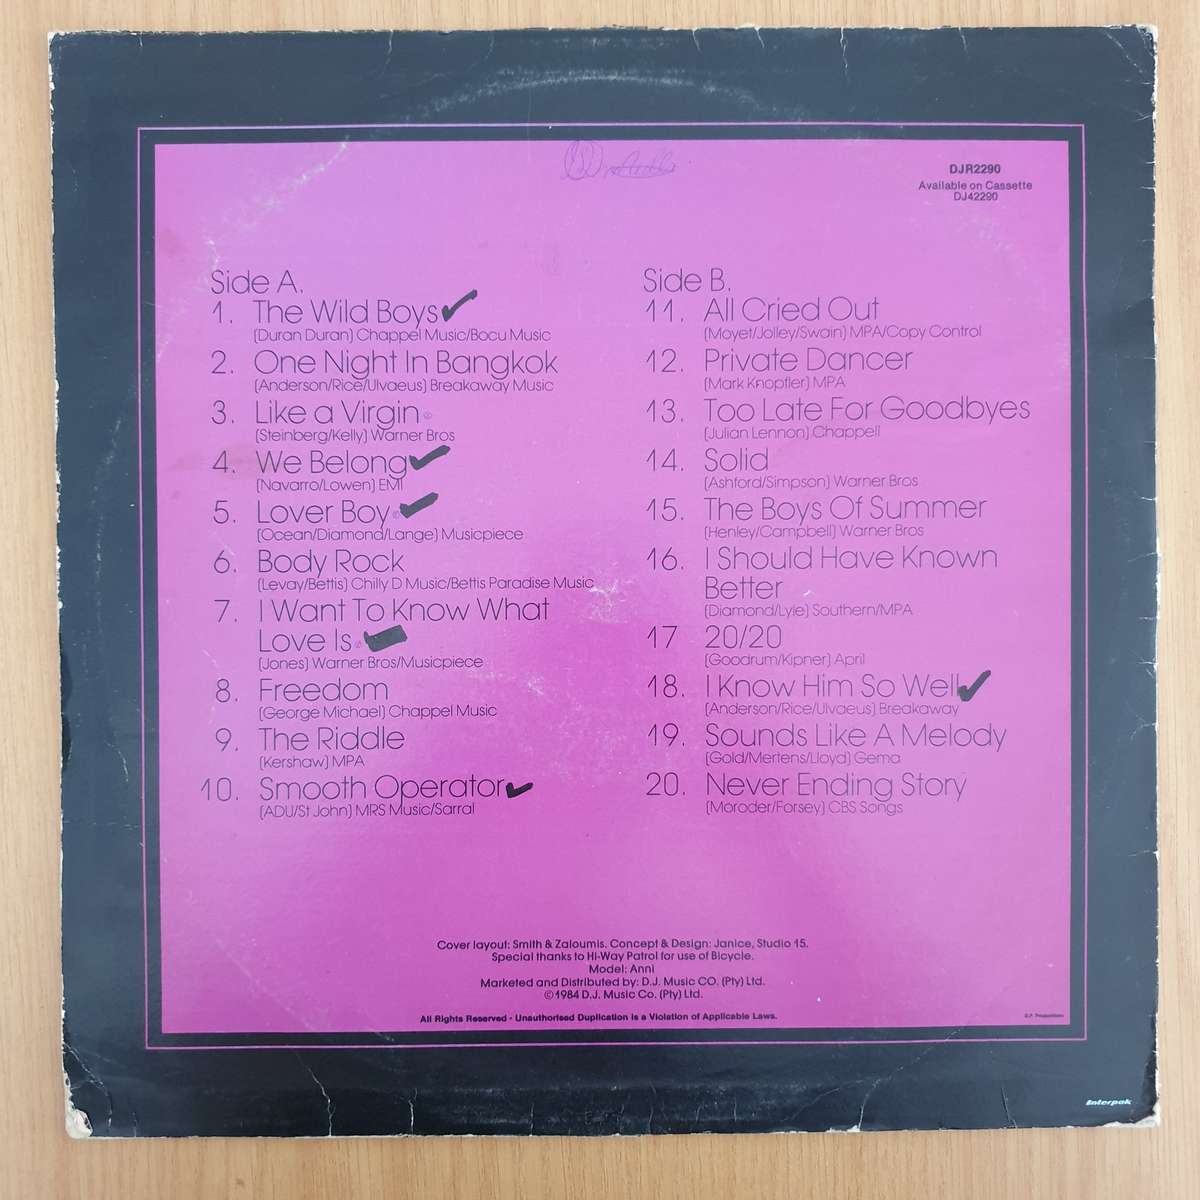 DJR2290
Available on Cassette
DJ42290
Side A.
1. The Wild Boys
(Duran Duran) Chappel Music/Bocu Music
2. One Night In Bangkok
(Anderson/Rice/Ulvaeus) Breakaway Music
3. Like a Virgin
(Steinberg/Kelly) Warner Bros
4. We Belong
(Navarro/Lowen) EMI
5. Lover Boy
(Ocean/Diamond/Lange) Musicpiece
6. Body Rock
(Levay/Bettis) Chilly D Music/Bettis Paradise Music
7. I Want To Know What
Love Is
(Jones) Warner Bros/Musicpiece
8. Freedom
(George Michael) Chappel Music
9. The Riddle
(Kershaw) MPA
10. Smooth Operator
(ADU/St John) MRS Music/Sarral
Side B.
11. All Cried Out
(Moyet/Jolley/Swain) MPA/Copy Control
12. Private Dancer
(Mark Knopfler) MPA
13. Too Late For Goodbyes
(Julian Lennon) Chappell
14. Solid
(Ashford/Simpson) Warner Bros
15. The Boys Of Summer
(Henley/Campbell) Warner Bros
16. I Should Have Known
Better
(Diamond/Lyle) Southern/MPA
17 20/20
(Goodrum/Kipner) April
18. I Know Him So Well
(Anderson/Rice/Ulvaeus) Breakaway
19. Sounds Like A Melody
(Gold/Mertens/Lloyd) Gema
20. Never Ending Story
(Moroder/Forsey) CBS Songs
Cover layout: Smith & Zaloumis. Concept & Design: Janice, Studio 15.
Special thanks to Hi-Way Patrol for use of Bicycle.
Model: Anni
Marketed and Distributed by: D.J. Music CO. (Pty) Ltd.
©1984 D.J. Music Co. (Pty) Ltd.
All Rights Reserved - Unauthorised Duplication is a Violation of Applicable Laws.
Productions
Interpak